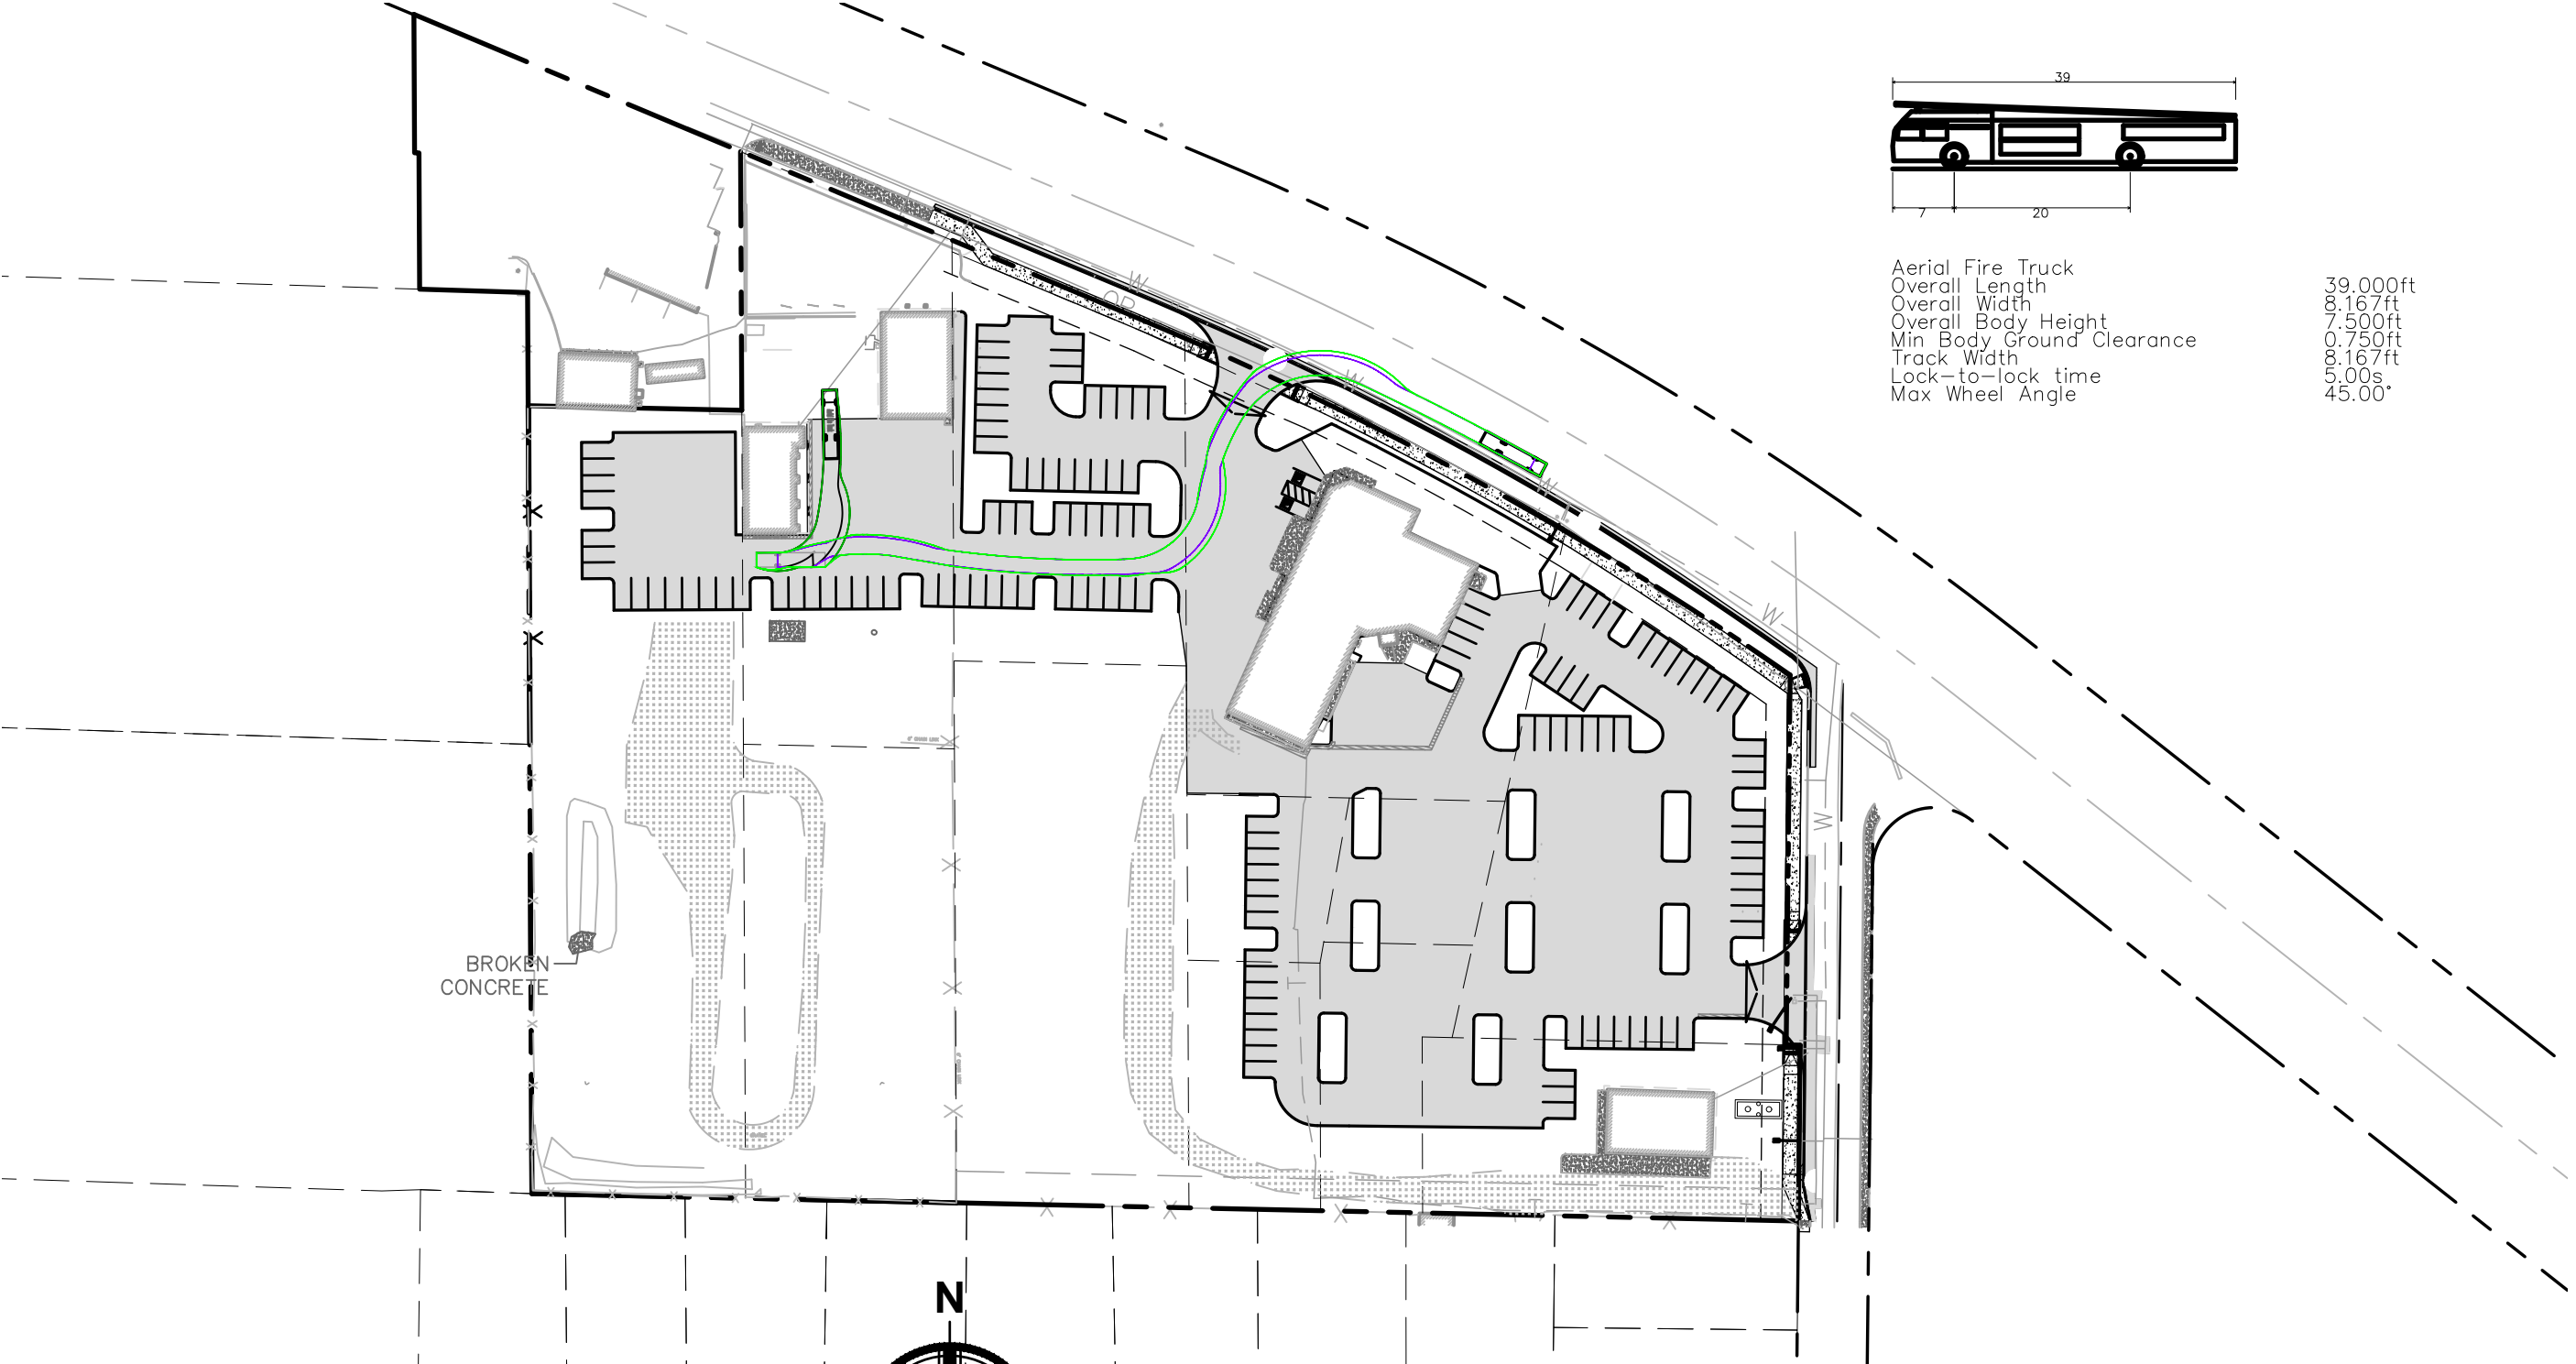 39
7
20
Aerial Fire Truck
Overall Length 39.000ft
Overall Width 8.167ft
Overall Body Height 7.500ft
Min Body Ground Clearance 0.750ft
Track Width 8.167ft
Lock-to-lock time 5.00s
Max Wheel Angle 45.00°
W
OP
W
W
W
W
BROKEN
CONCRETE
T
T
T
N